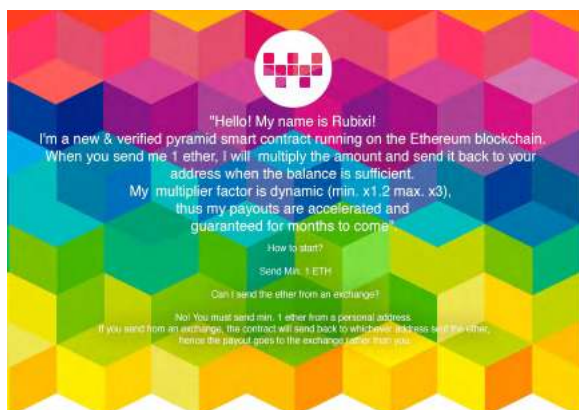 "Hello! My name is Rubixi!
I'm a new & verified pyramid smart contract running on the Ethereum blockchain.
When you send me 1 ether, I will multiply the amount and send it back to your
address when the balance is sufficient.
My multiplier factor is dynamic (min. x1.2 max. x3),
thus my payouts are accelerated and
guaranteed for months to come".
How to start?
Send Min. 1 ETH
Can I send the ether from an exchange?
No! You must send min. 1 ether from a personal address.
If you send from an exchange, the contract will send back to whichever address sent the ether,
hence the payout goes to the exchange rather than you.